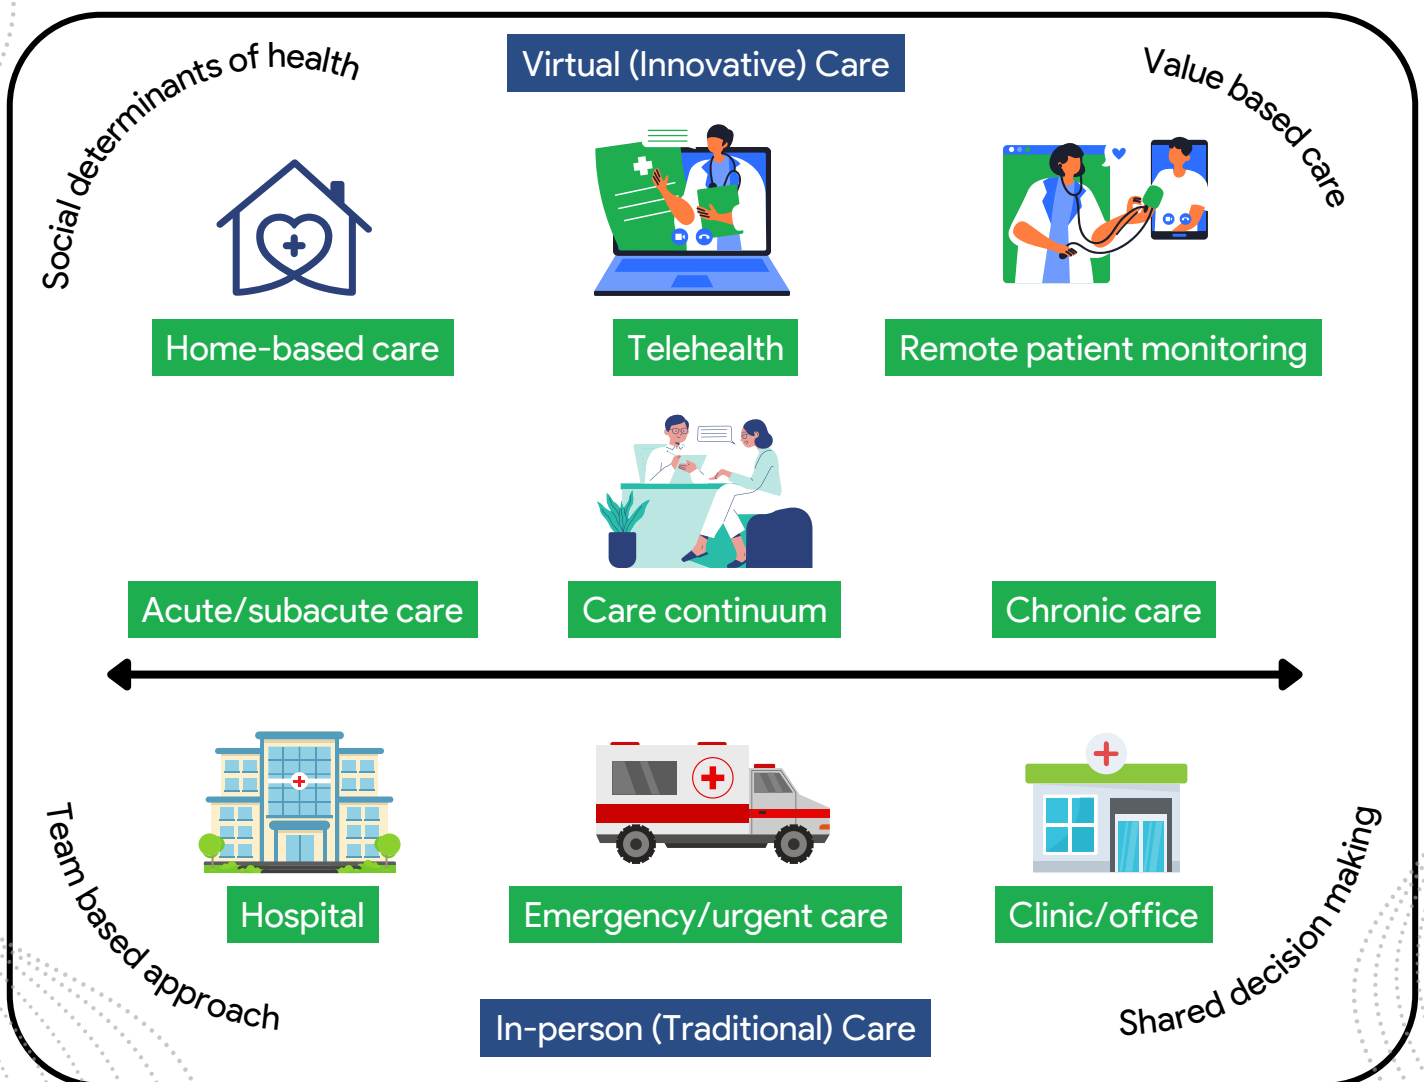 Social determinants of health
Virtual (Innovative) Care
Value based care
Home-based care
Telehealth
Remote patient monitoring
Acute/subacute care
Care continuum
Chronic care
Hospital
Emergency/urgent care
Clinic/office
Team based approach
In-person (Traditional) Care
Shared decision making